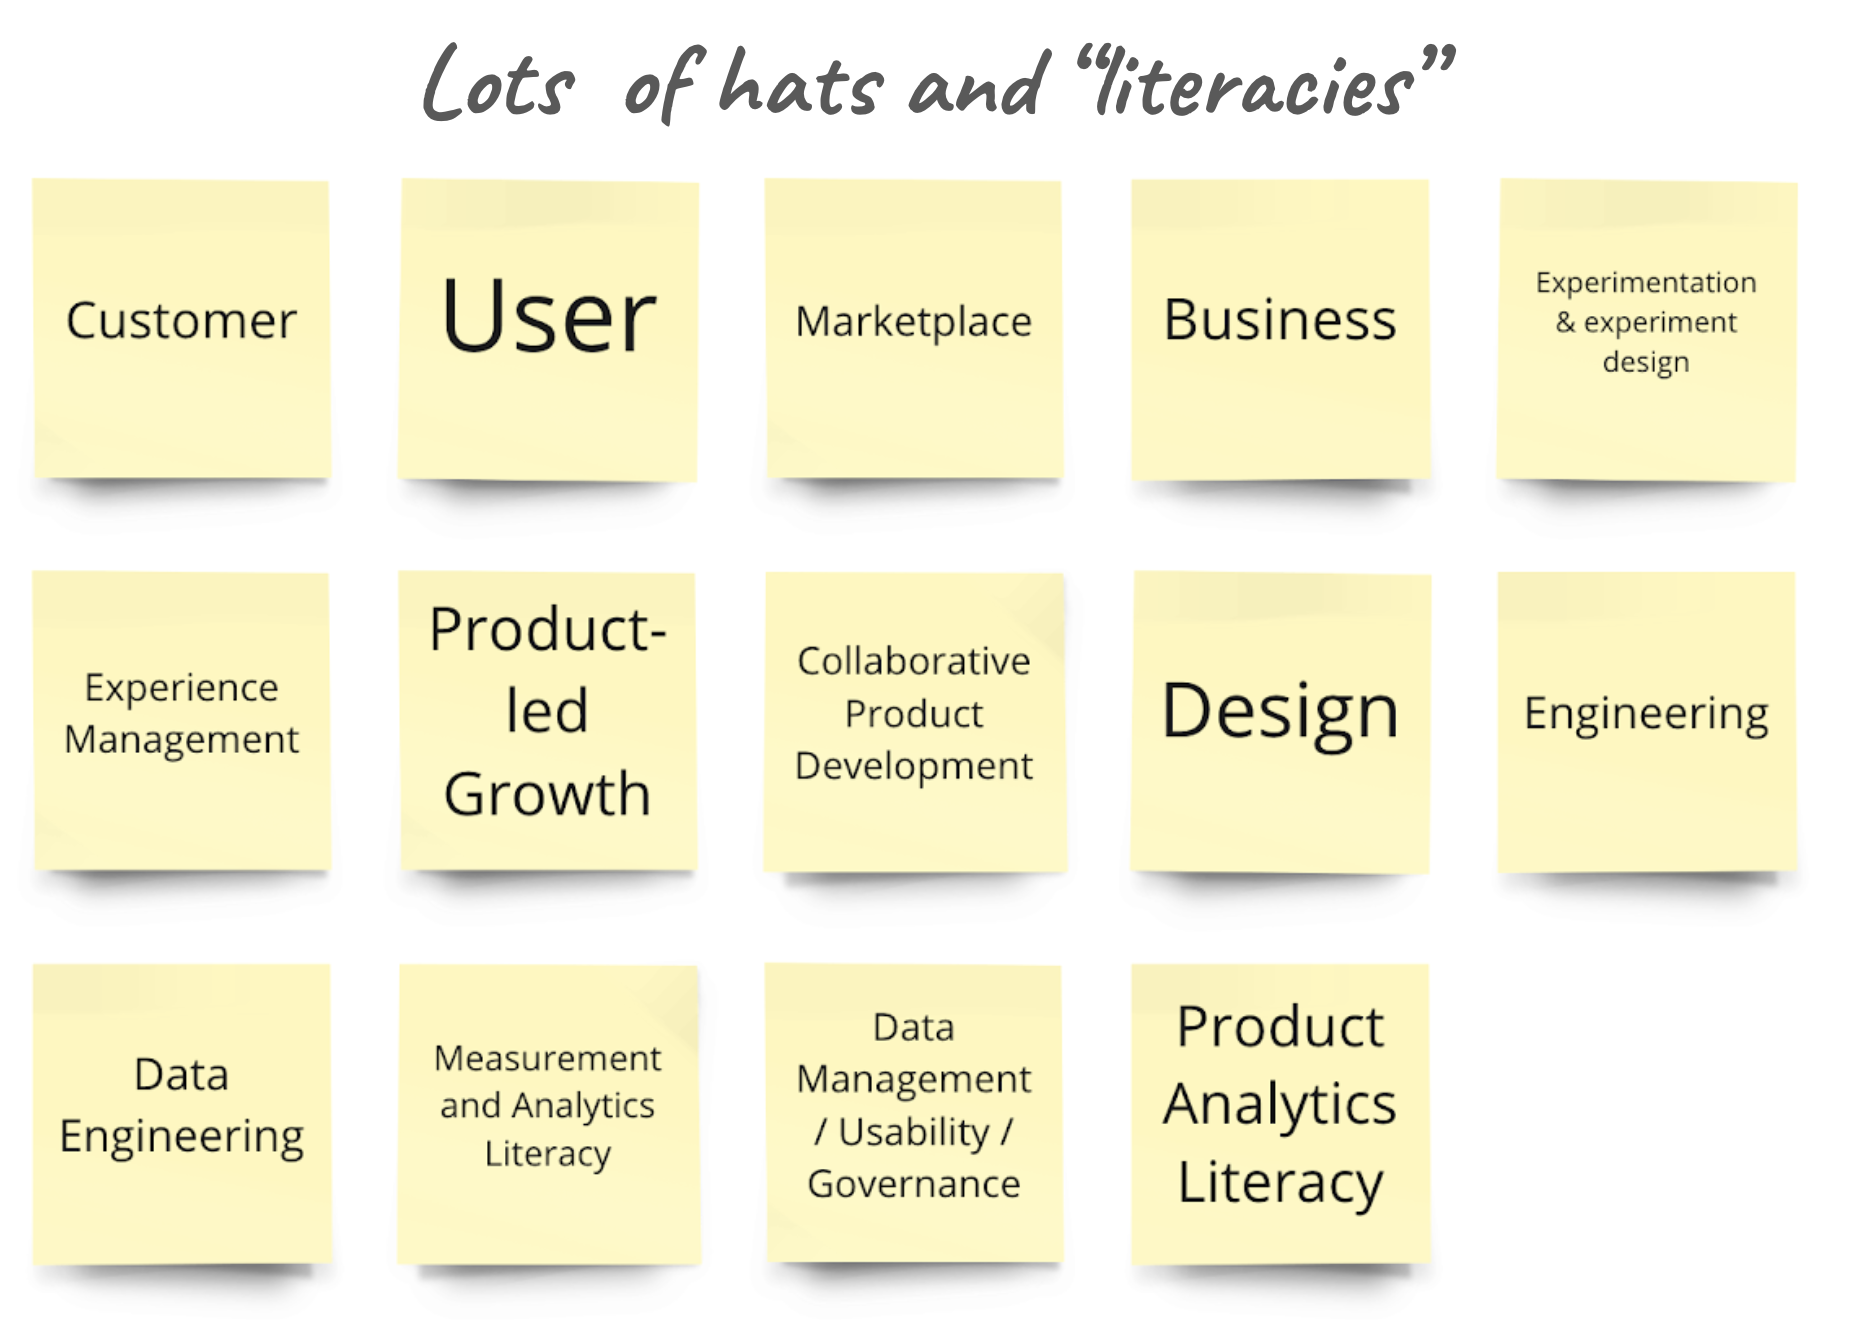 Lots of hats and “literacies”
Customer
User
Marketplace
Business
Experimentation
& experiment
design
Experience
Management
Product-
led
Growth
Collaborative
Product
Development
Design
Engineering
Data
Engineering
Measurement
and Analytics
Literacy
Data
Management
/ Usability /
Governance
Product
Analytics
Literacy